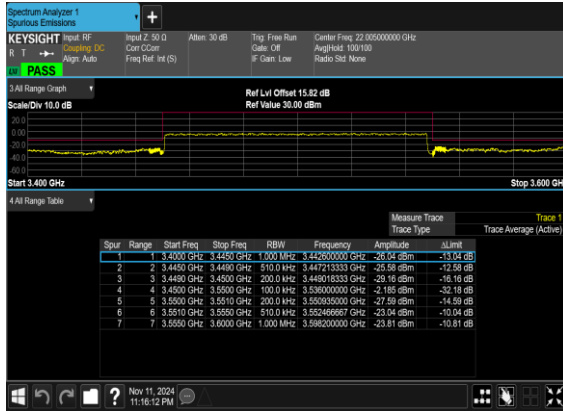 Spectrum Analyzer 1
Spurious Emissions
+
KEYSIGHT Input: RF Input Z: 50 Ω Atten: 30 dB Trig: Free Run Center Freq: 22.005000000 GHz
R T Coupling: DC Corr CCorr Gate: Off Avg|Hold: 100/100
Align: Auto Freq Ref: Int (S) IF Gain: Low Radio Std: None
PASS
3 All Range Graph
Ref Lvl Offset 15.82 dB
Scale/Div 10.0 dB Ref Value 30.00 dBm
20.0
0.00
-20.0
-40.0
-60.0
Start 3.400 GHz Stop 3.600 GH
4 All Range Table
Measure Trace Trace 1
Trace Type Trace Average (Active)
Spur Range Start Freq Stop Freq RBW Frequency Amplitude ΔLimit
1 1 3.4000 GHz 3.4450 GHz 1.000 MHz 3.442600000 GHz -26.04 dBm -13.04 dB
2 2 3.4450 GHz 3.4490 GHz 510.0 kHz 3.447213333 GHz -25.58 dBm -12.58 dB
3 3 3.4490 GHz 3.4500 GHz 200.0 kHz 3.449018333 GHz -29.16 dBm -16.16 dB
4 4 3.4500 GHz 3.5500 GHz 100.0 kHz 3.536000000 GHz -2.185 dBm -32.18 dB
5 5 3.5500 GHz 3.5510 GHz 200.0 kHz 3.550935000 GHz -27.59 dBm -14.59 dB
6 6 3.5510 GHz 3.5550 GHz 510.0 kHz 3.552466667 GHz -23.04 dBm -10.04 dB
7 7 3.5550 GHz 3.6000 GHz 1.000 MHz 3.598200000 GHz -23.81 dBm -10.81 dB
? Nov 11, 2024
11:16:12 PM